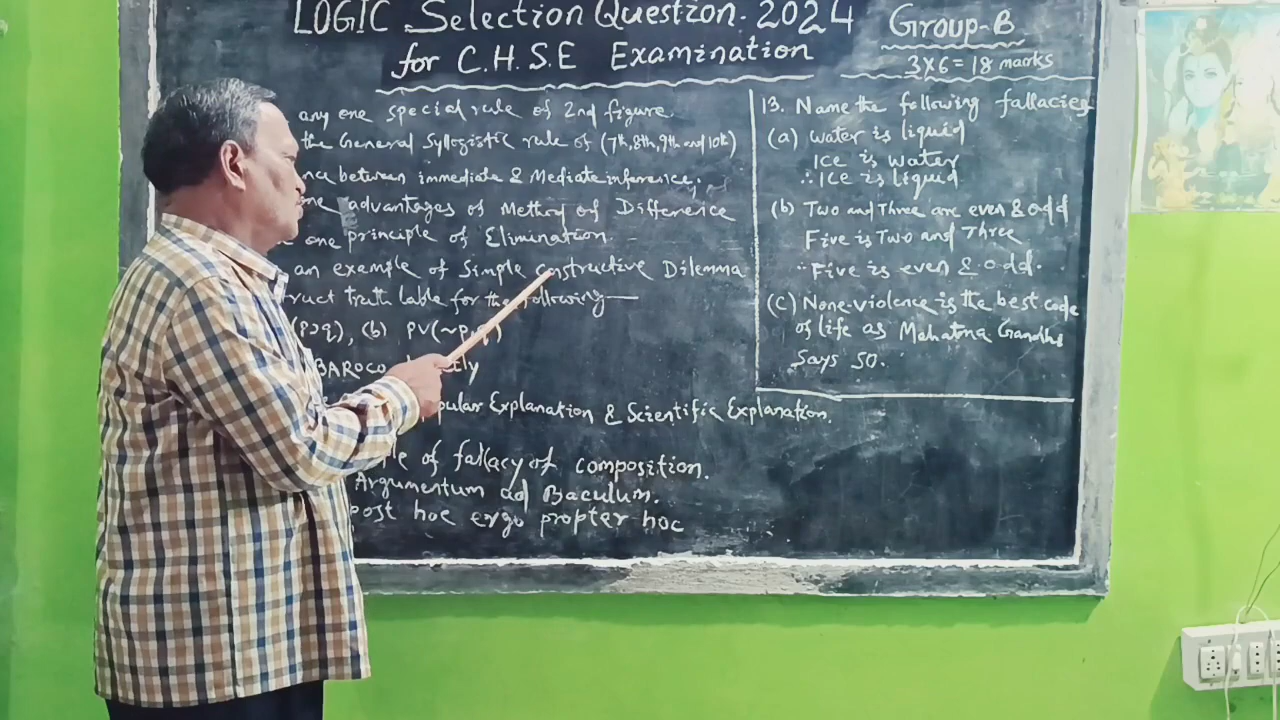 LOGIC Selection Question. 2024
for C.H.S.E Examination
Group-B
3x6 = 18 marks
any one special rule of 2nd figure.
the General Syllogistic rule of (7th, 8th, 9th and 10th)
between immediate & Mediate inference.
advantages of Method of Difference
one principle of Elimination.
an example of Simple Constructive Dilemma
truth table for the following
(p⊃q), (b) pv(~p
BAROCO
Explanation & Scientific Explanation.
of fallacy of composition.
Argumentum ad Baculum.
post hoc ergo propter hoc
13. Name the following fallacies
(a) Water is liquid
Ice is water
∴ Ice is liquid
(b) Two and Three are even & odd
Five is Two and Three
∴ Five is even & odd.
(c) None-violence is the best code
of life as Mahatma Gandhi
Says so.